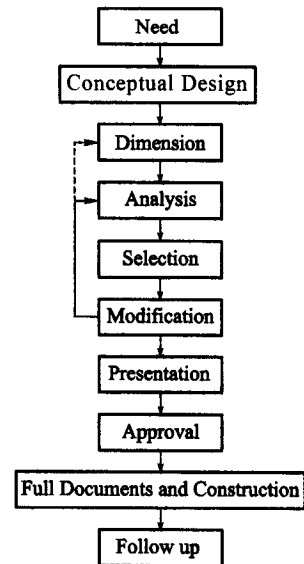 Need
Conceptual Design
Dimension
Analysis
Selection
Modification
Presentation
Approval
Full Documents and Construction
Follow up